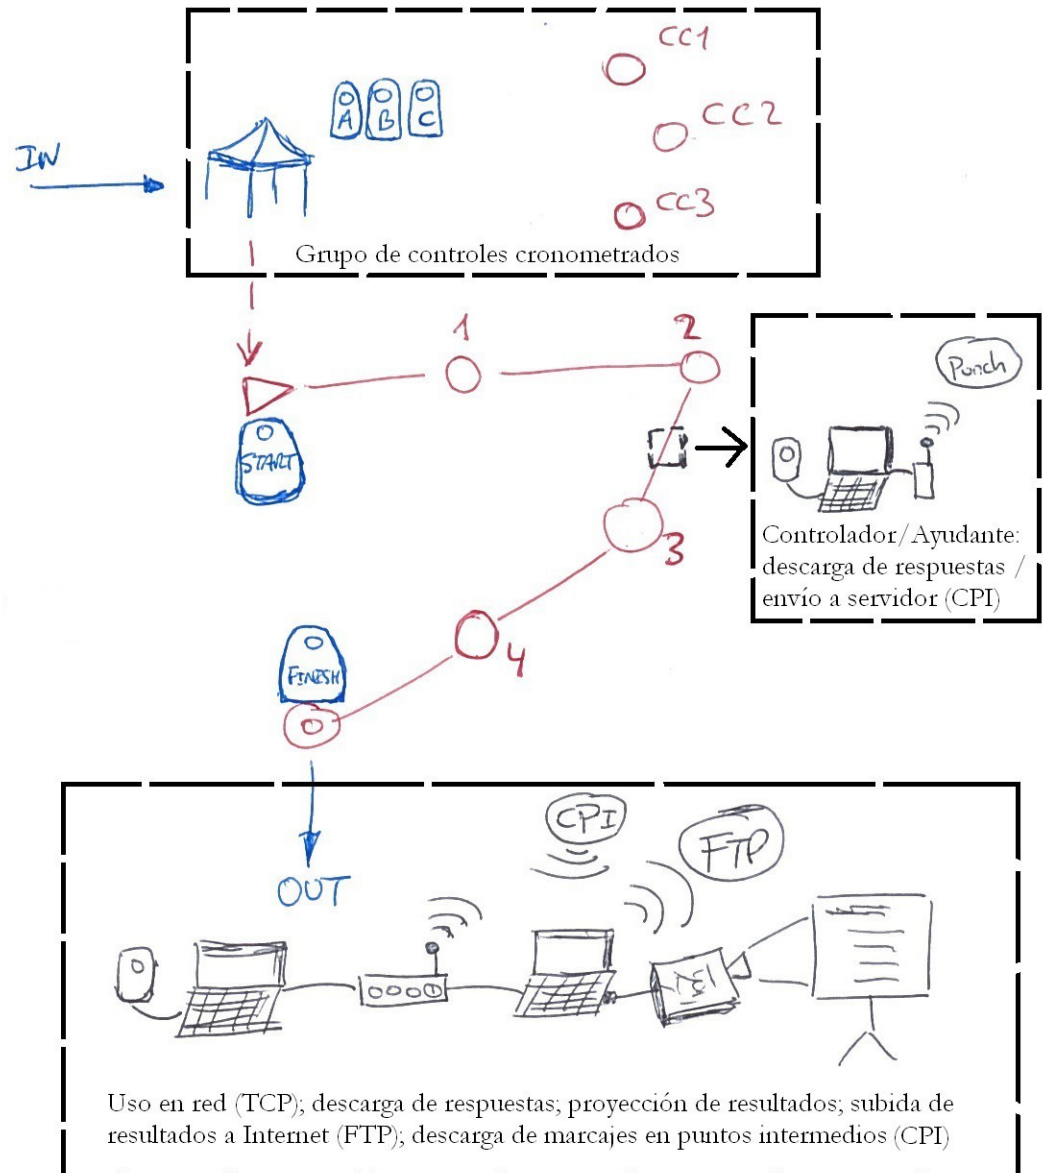 CC1
A B C
CC2
IN
CC3
Grupo de controles cronometrados
1
2
Punch
START
3
Controlador/Ayudante:
descarga de respuestas /
envío a servidor (CPI)
4
FINISH
CPI
FTP
OUT
Uso en red (TCP); descarga de respuestas; proyección de resultados; subida de
resultados a Internet (FTP); descarga de marcajes en puntos intermedios (CPI)